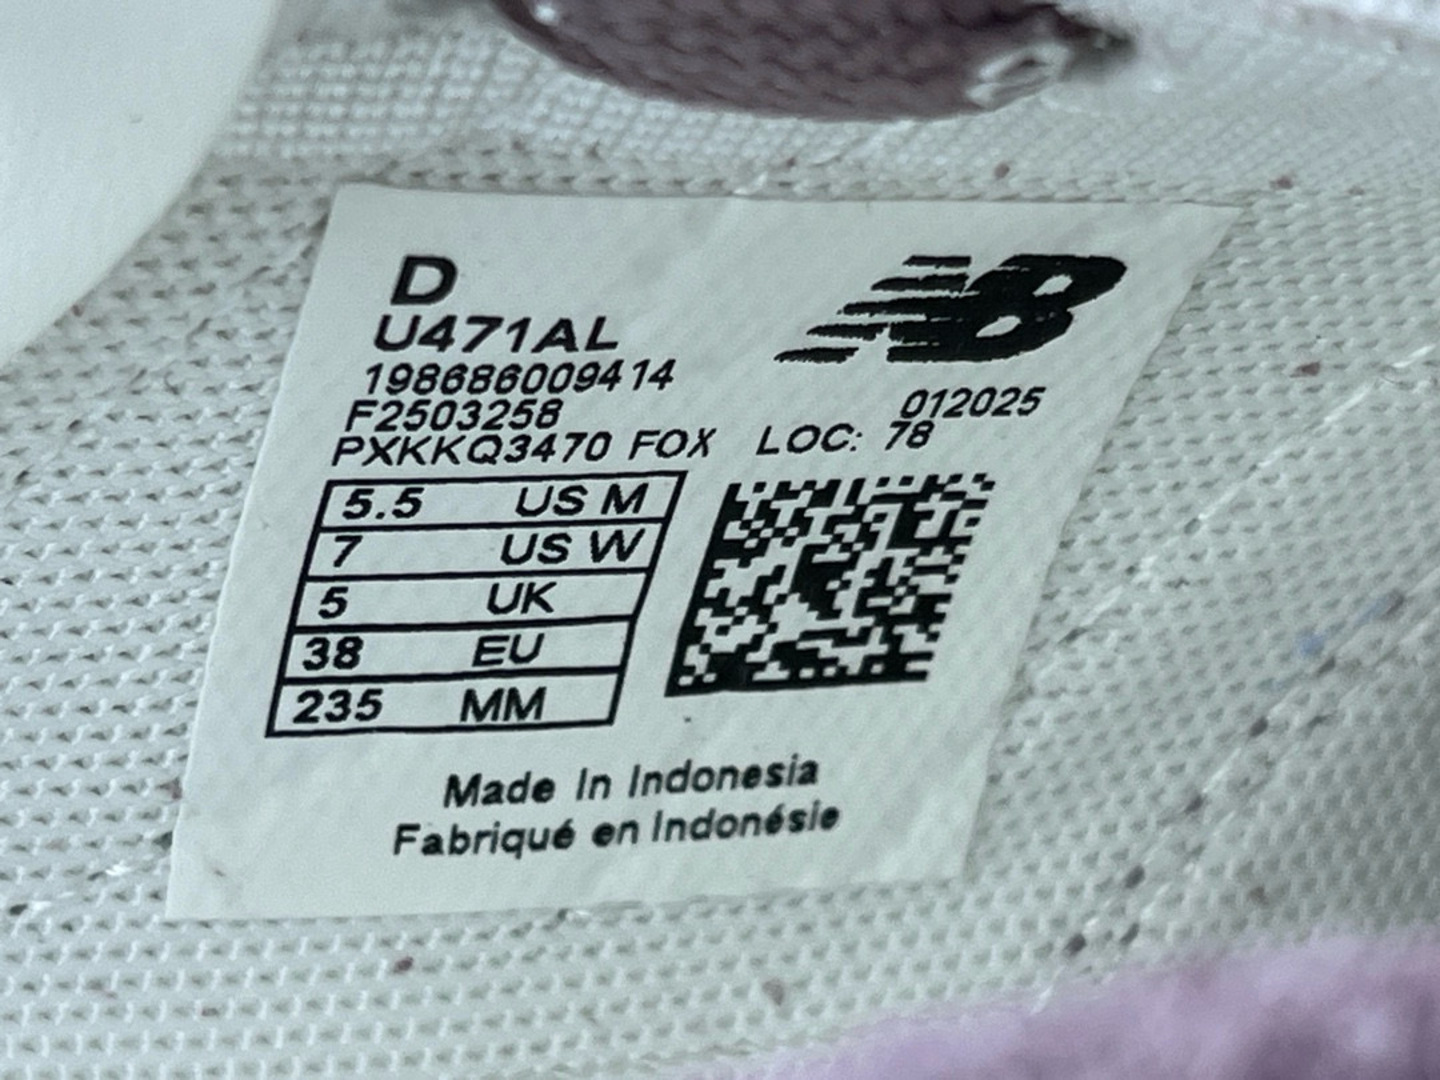 D
NB
U471AL
198686009414
F2503258
012025
PXKKQ3470 FOX LOC: 78
5.5 US M
7 US W
5 UK
38 EU
235 MM
Made In Indonesia
Fabriqué en Indonésie